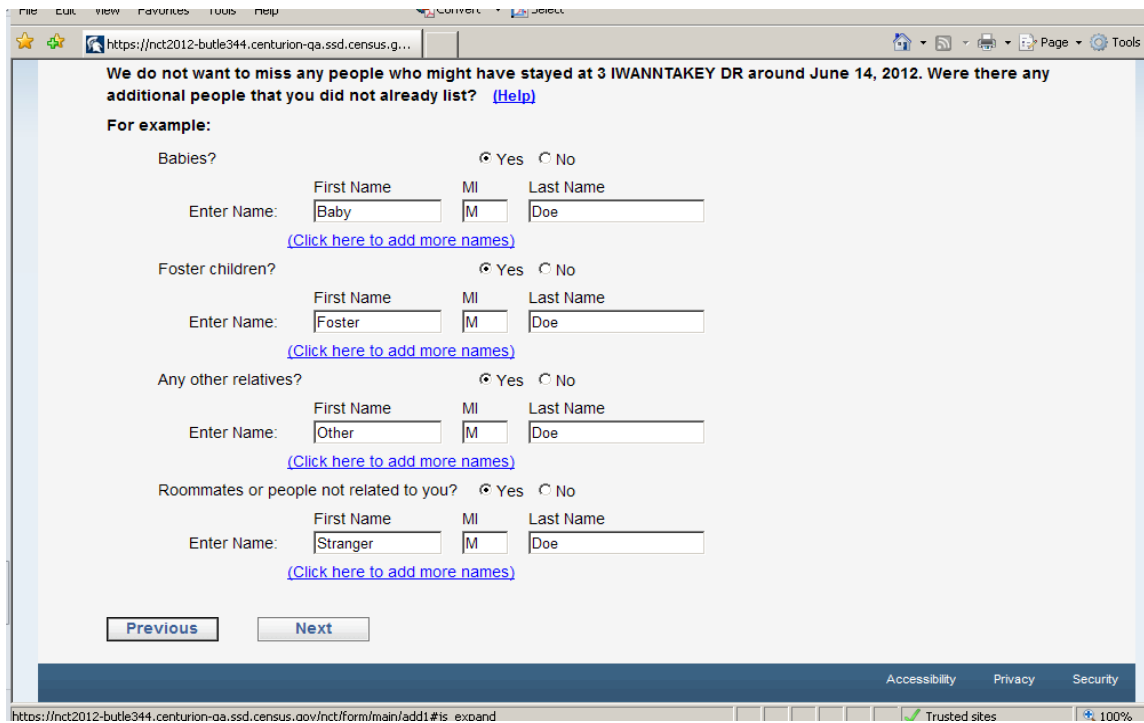 File Edit View Favorites Tools Help Convert Select
https://nct2012-butle344.centurion-qa.ssd.census.g... Page Tools
We do not want to miss any people who might have stayed at 3 IWANNTAKEY DR around June 14, 2012. Were there any
additional people that you did not already list? (Help)
For example:
Babies? Yes No
First Name MI Last Name
Enter Name: Baby M Doe
(Click here to add more names)
Foster children? Yes No
First Name MI Last Name
Enter Name: Foster M Doe
(Click here to add more names)
Any other relatives? Yes No
First Name MI Last Name
Enter Name: Other M Doe
(Click here to add more names)
Roommates or people not related to you? Yes No
First Name MI Last Name
Enter Name: Stranger M Doe
(Click here to add more names)
Previous Next
Accessibility Privacy Security
https://nct2012-butle344.centurion-qa.ssd.census.gov/nct/form/main/add1#is_expand Trusted sites 100%